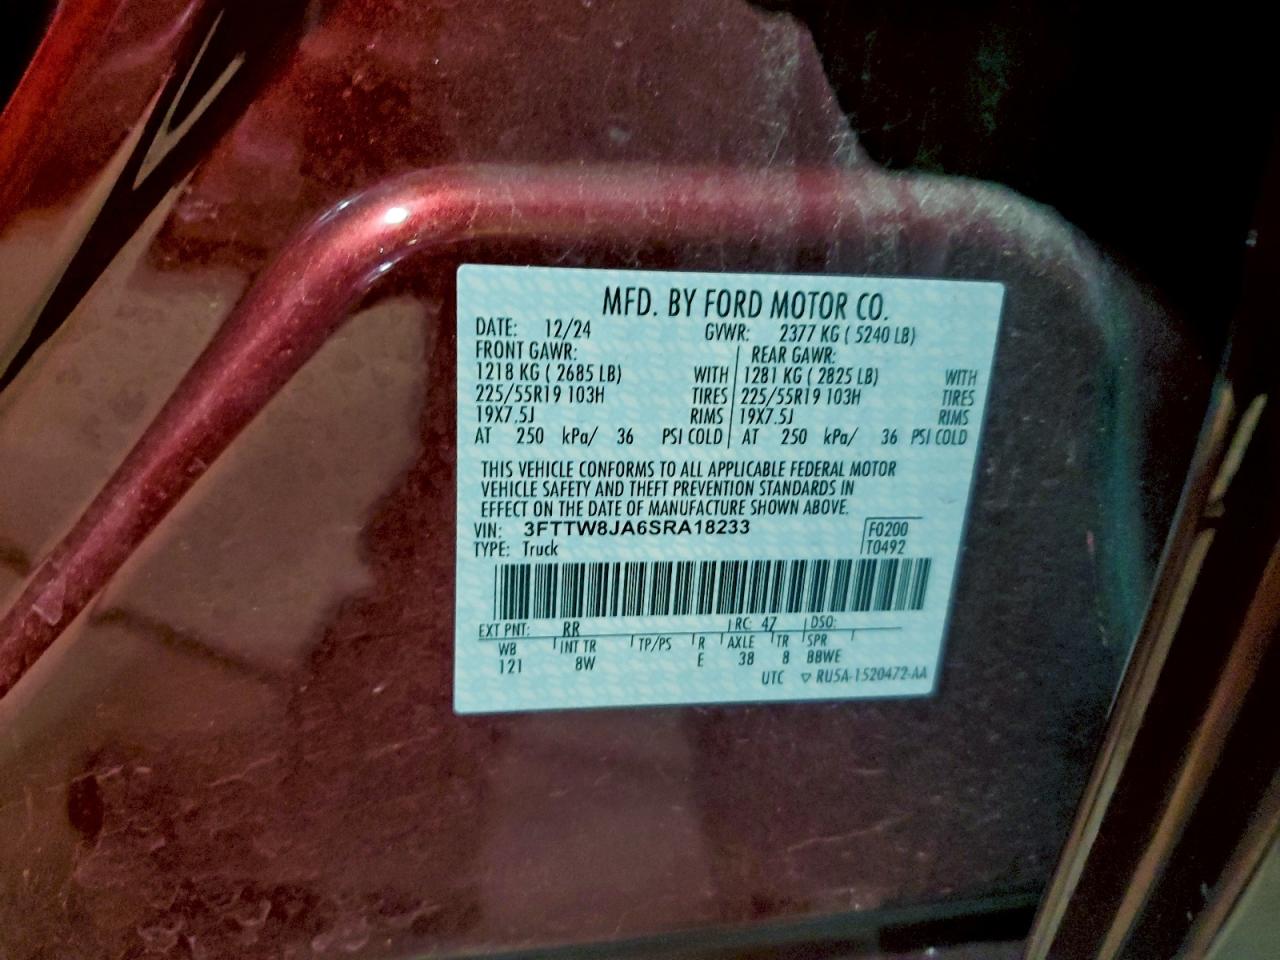 MFD. BY FORD MOTOR CO.
DATE: 12/24 GVWR: 2377 KG ( 5240 LB)
FRONT GAWR: REAR GAWR:
1218 KG ( 2685 LB) WITH 1281 KG ( 2825 LB) WITH
225/55R19 103H TIRES 225/55R19 103H TIRES
19X7.5J RIMS 19X7.5J RIMS
AT 250 kPa/ 36 PSI COLD AT 250 kPa/ 36 PSI COLD
THIS VEHICLE CONFORMS TO ALL APPLICABLE FEDERAL MOTOR
VEHICLE SAFETY AND THEFT PREVENTION STANDARDS IN
EFFECT ON THE DATE OF MANUFACTURE SHOWN ABOVE.
VIN: 3FTTW8JA6SRA18233 F0200
TYPE: Truck T0492
EXT PNT: RR RC: 47 DSO:
WB INT TR TP/PS R AXLE TR SPR
121 8W E 38 8 BBWE
UTC ▽ RU5A-1520472-AA